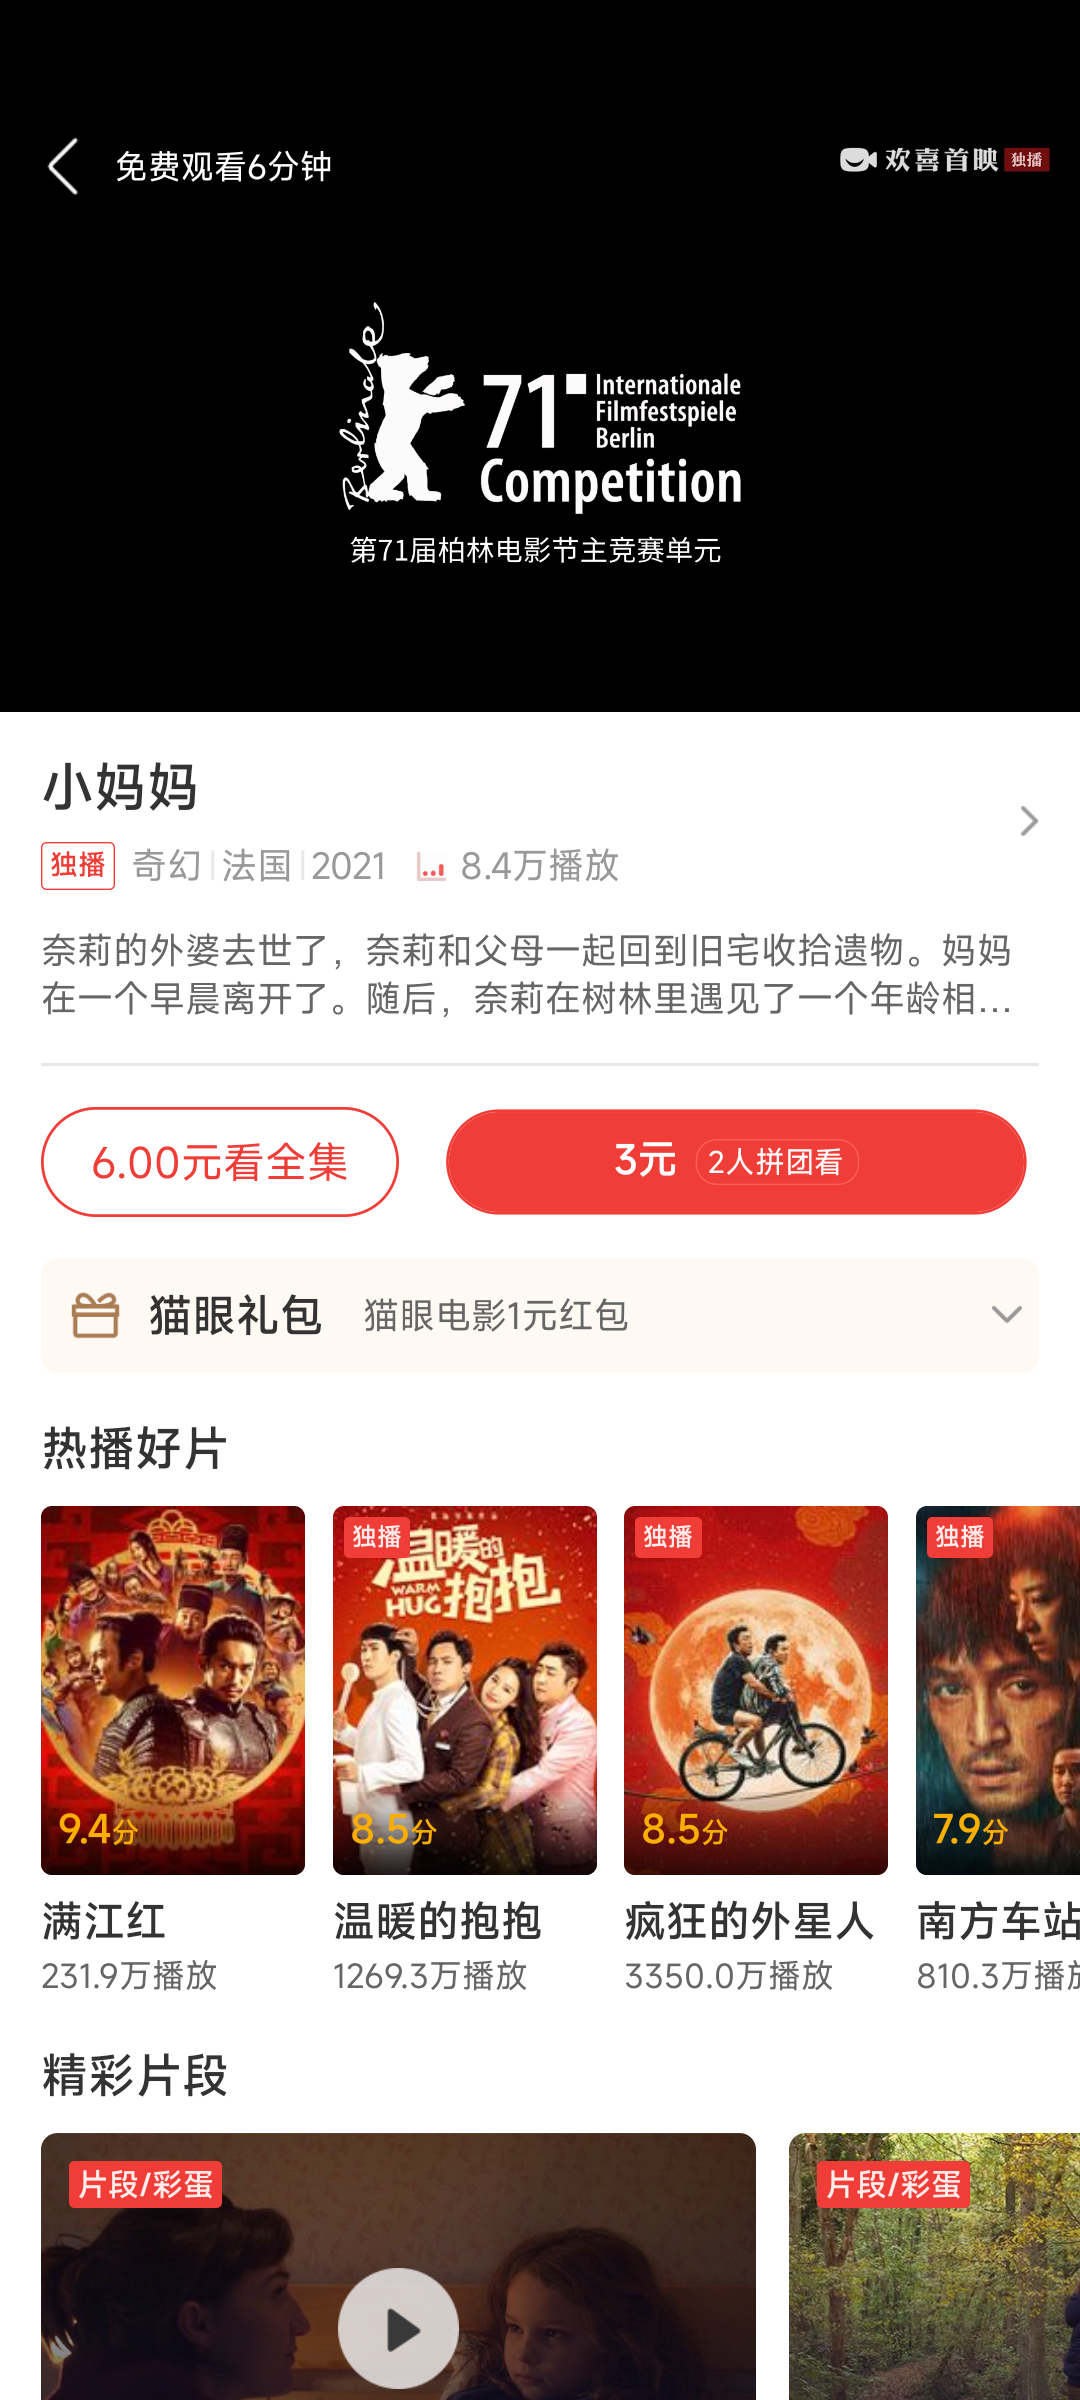 免费观看6分钟
欢喜首映 独播
Berlinale
71 Internationale
Filmfestspiele
Berlin
Competition
第71届柏林电影节主竞赛单元
小妈妈
独播 奇幻 法国 2021 8.4万播放
奈莉的外婆去世了，奈莉和父母一起回到旧宅收拾遗物。妈妈
在一个早晨离开了。随后，奈莉在树林里遇见了一个年龄相...
6.00元看全集
3元 2人拼团看
猫眼礼包 猫眼电影1元红包
热播好片
9.4分
满江红
231.9万播放
独播
温暖的抱抱
WARM
HUG
8.5分
温暖的抱抱
1269.3万播放
独播
8.5分
疯狂的外星人
3350.0万播放
独播
7.9分
南方车站
810.3万播放
精彩片段
片段/彩蛋
片段/彩蛋